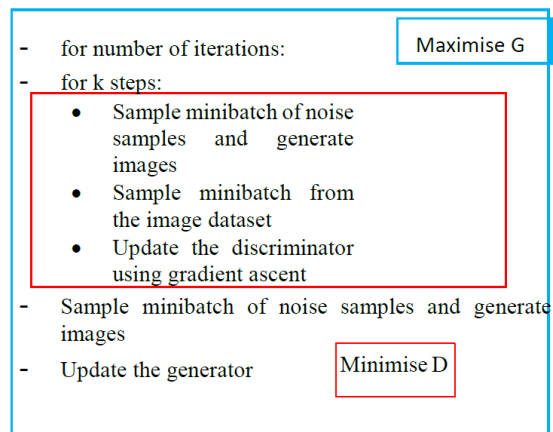 Maximise G
- for number of iterations:
- for k steps:
• Sample minibatch of noise
samples and generate
images
• Sample minibatch from
the image dataset
• Update the discriminator
using gradient ascent
- Sample minibatch of noise samples and generate
images
- Update the generator
Minimise D